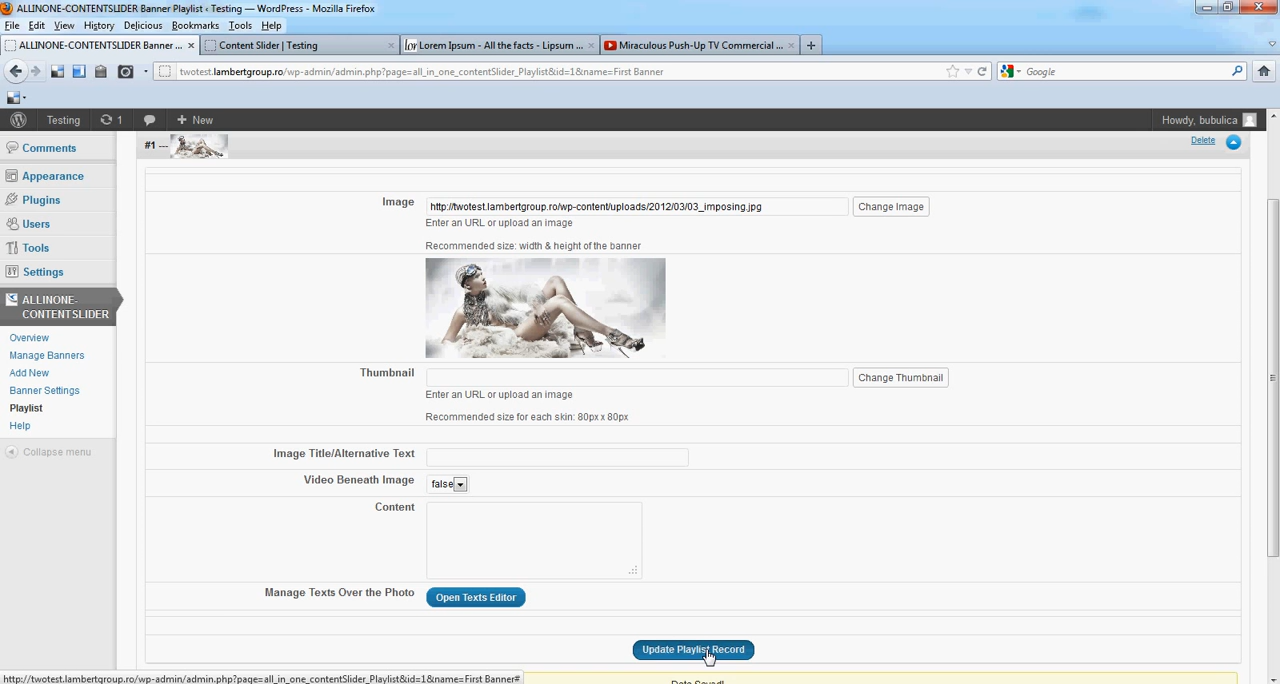 ALLINONE-CONTENTSLIDER Banner Playlist ‹ Testing — WordPress - Mozilla Firefox
File Edit View History Delicious Bookmarks Tools Help
ALLINONE-CONTENTSLIDER Banner ... × Content Slider | Testing × lor Lorem Ipsum - All the facts - Lipsum ... × Miraculous Push-Up TV Commercial ... × +
twotest.lambertgroup.ro/wp-admin/admin.php?page=all_in_one_contentSlider_Playlist&id=1&name=First Banner Google
Testing 1 + New Howdy, bubulica
Comments
Appearance
Plugins
Users
Tools
Settings
ALLINONE-
CONTENTSLIDER
Overview
Manage Banners
Add New
Banner Settings
Playlist
Help
Collapse menu
#1 --- Delete
Image http://twotest.lambertgroup.ro/wp-content/uploads/2012/03/03_imposing.jpg Change Image
Enter an URL or upload an image
Recommended size: width & height of the banner
Thumbnail Change Thumbnail
Enter an URL or upload an image
Recommended size for each skin: 80px x 80px
Image Title/Alternative Text
Video Beneath Image false
Content
Manage Texts Over the Photo Open Texts Editor
Update Playlist Record
http://twotest.lambertgroup.ro/wp-admin/admin.php?page=all_in_one_contentSlider_Playlist&id=1&name=First Banner# Data Saved!